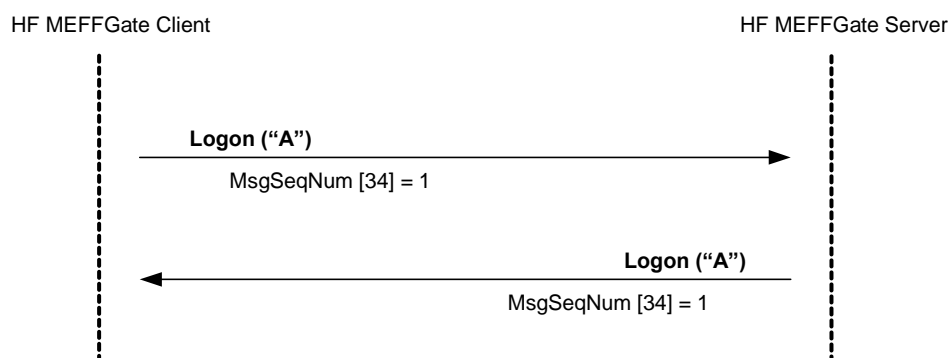 HF MEFFGate Client
HF MEFFGate Server
Logon (“A”)
MsgSeqNum [34] = 1
Logon (“A”)
MsgSeqNum [34] = 1